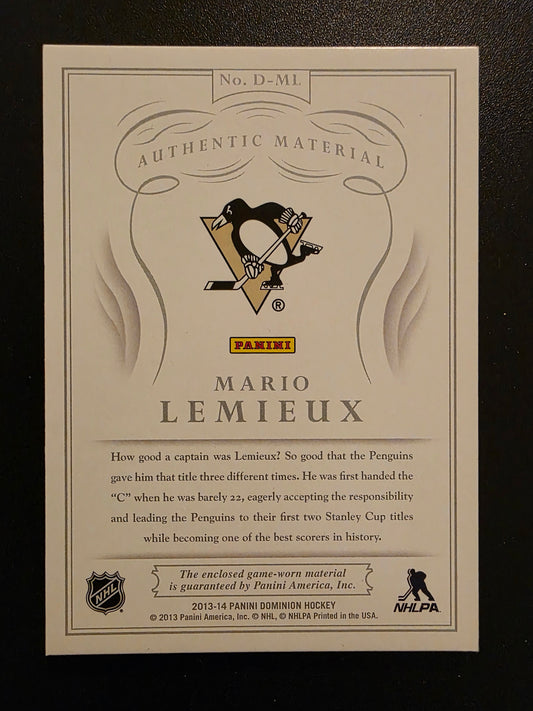 No. D-ML
AUTHENTIC MATERIAL
®
PANINI
MARIO
LEMIEUX
How good a captain was Lemieux? So good that the Penguins
gave him that title three different times. He was first handed the
“C” when he was barely 22, eagerly accepting the responsibility
and leading the Penguins to their first two Stanley Cup titles
while becoming one of the best scorers in history.
The enclosed game-worn material
is guaranteed by Panini America, Inc.
NHL
NHLPA
2013-14 PANINI DOMINION HOCKEY
© 2013 Panini America, Inc. © NHL, © NHLPA Printed in the USA.